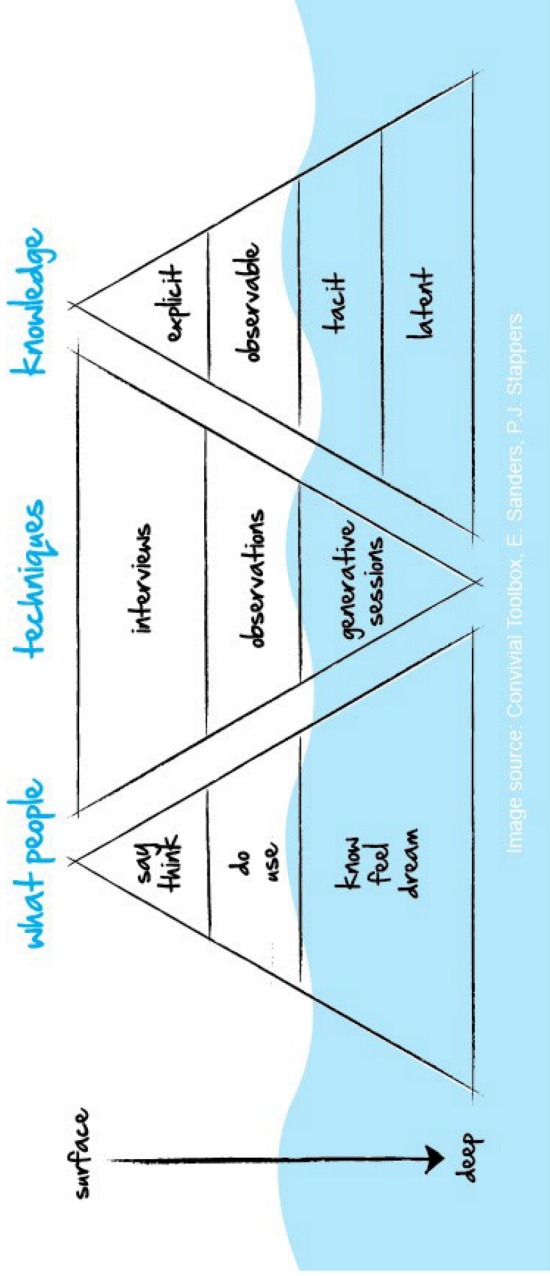 what people
techniques
knowledge
surface
say
think
do
use
know
feel
dream
interviews
observations
generative
sessions
explicit
observable
tacit
latent
deep
Image source: Convivial Toolbox, E. Sanders, P.J. Stappers